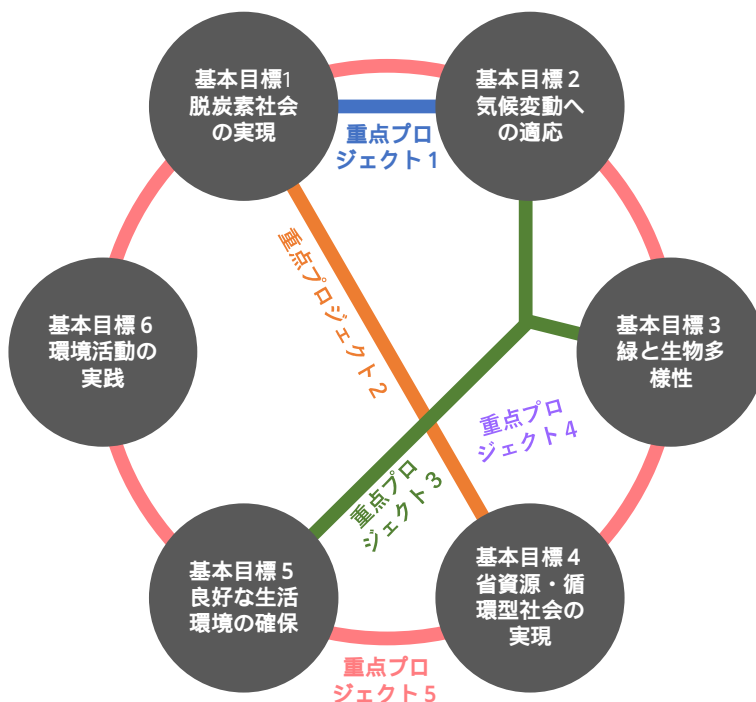 基本目標1
脱炭素社会
の実現
基本目標２
気候変動へ
の適応
重点プロ
ジェクト１
重点プロジェクト２
基本目標６
環境活動の
実践
基本目標３
緑と生物多
様性
重点プロ
ジェクト４
重点プロ
ジェクト３
基本目標５
良好な生活
環境の確保
基本目標４
省資源・循
環型社会の
実現
重点プロ
ジェクト５